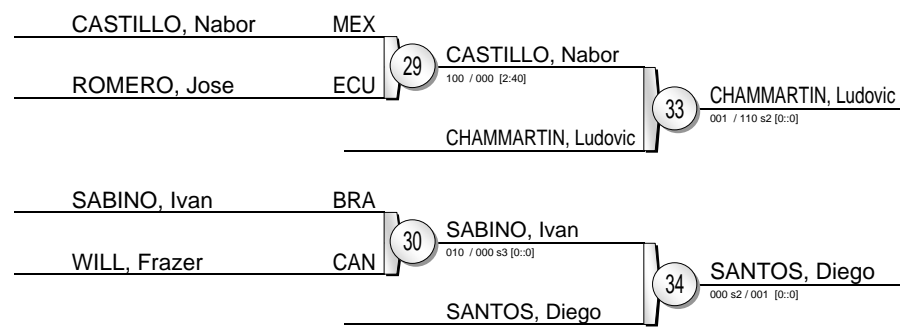 CASTILLO, Nabor MEX
29
CASTILLO, Nabor
100 / 000 [2:40]
ROMERO, Jose ECU
33
CHAMMARTIN, Ludovic
001 / 110 s2 [0::0]
CHAMMARTIN, Ludovic
SABINO, Ivan BRA
30
SABINO, Ivan
010 / 000 s3 [0::0]
WILL, Frazer CAN
34
SANTOS, Diego
000 s2 / 001 [0::0]
SANTOS, Diego